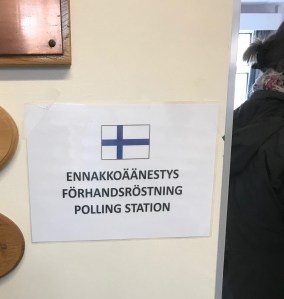 ENNAKKOÄÄNESTYS
FÖRHANDSRÖSTNING
POLLING STATION